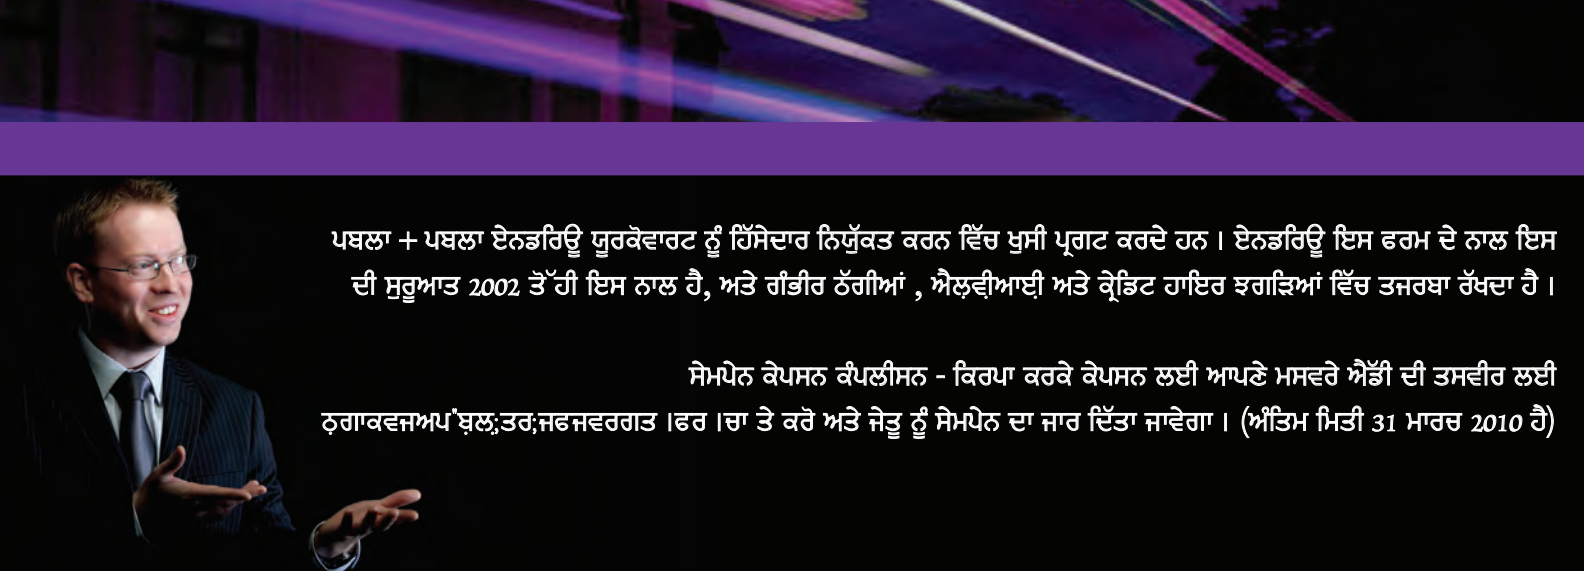 ਪਬਲਾ + ਪਬਲਾ ਏਨਡਰਿਊ ਯੂਰਕੋਵਾਰਟ ਨੂੰ ਹਿੱਸੇਦਾਰ ਨਿਯੁੱਕਤ ਕਰਨ ਵਿੱਚ ਖੁਸੀ ਪ੍ਰਗਟ ਕਰਦੇ ਹਨ । ਏਨਡਰਿਊ ਇਸ ਫਰਮ ਦੇ ਨਾਲ ਇਸ
ਦੀ ਸੁਰੂਆਤ 2002 ਤੋਂ ਹੀ ਇਸ ਨਾਲ ਹੈ, ਅਤੇ ਗੰਭੀਰ ਠੱਗੀਆਂ , ਐਲ਼ਵੀ਼ਆਈ਼ ਅਤੇ ਕ੍ਰੇਡਿਟ ਹਾਇਰ ਝਗੜਿਆਂ ਵਿੱਚ ਤਜਰਬਾ ਰੱਖਦਾ ਹੈ ।
ਸੇਮਪੇਨ ਕੇਪਸਨ ਕੰਪਲੀਸਨ - ਕਿਰਪਾ ਕਰਕੇ ਕੇਪਸਨ ਲਈ ਆਪਣੇ ਮਸਵਰੇ ਐਡੱੀ ਦੀ ਤਸਵੀਰ ਲਈ
ਠ਼ਗਾਕਵਜਅਪ"ਬ਼ਲ਼;ਤਰ;ਜਫਜਵਰਗਤ ।ਫਰ ।ਚਾ ਤੇ ਕਰੋ ਅਤੇ ਜੇਤੂ ਨੂੰ ਸੇਮਪੇਨ ਦਾ ਜਾਰ ਦਿੱਤਾ ਜਾਵੇਗਾ । (ਅੰਤਿਮ ਮਿਤੀ 31 ਮਾਰਚ 2010 ਹੈ)